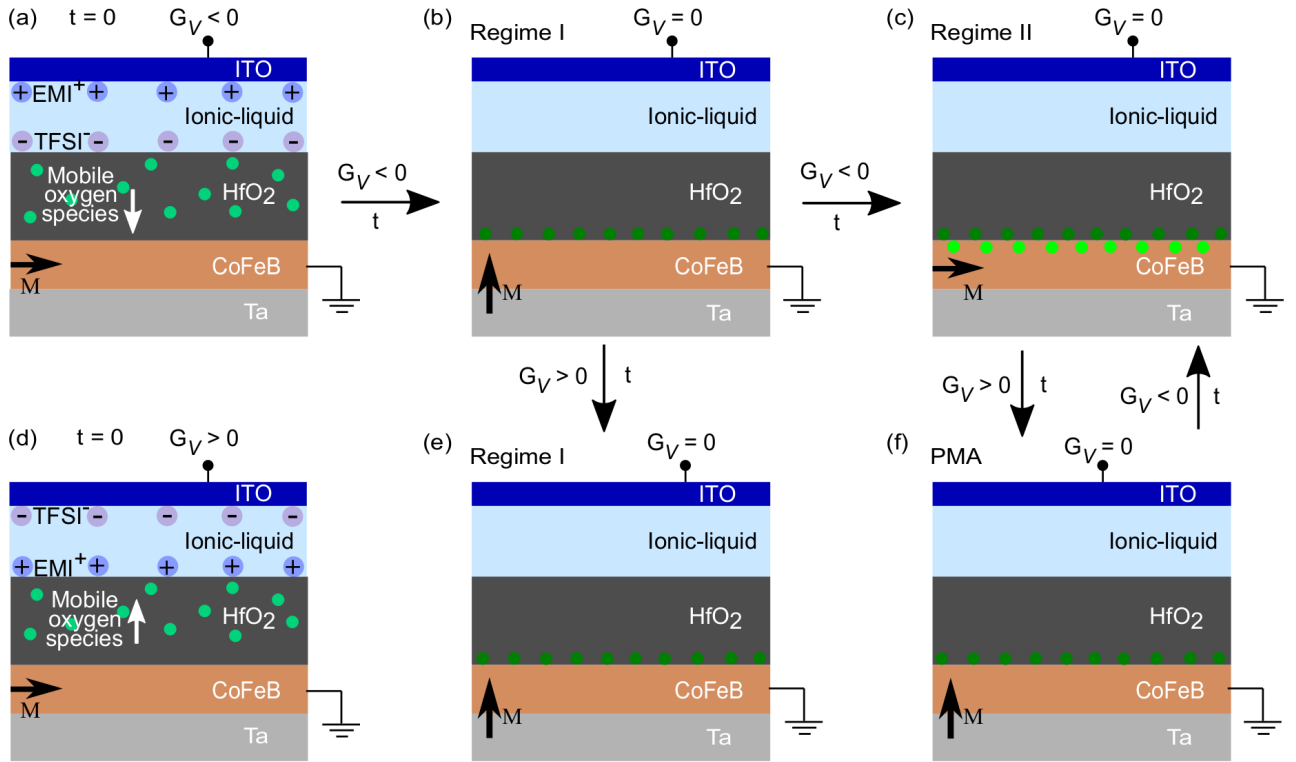 (a) t = 0 G_V < 0
ITO
+ EMI⁺ + + + +
Ionic-liquid
- TFSI⁻ - - - -
Mobile
oxygen
species
HfO₂
CoFeB
M
Ta
G_V < 0
t
(b) Regime I G_V = 0
ITO
Ionic-liquid
HfO₂
CoFeB
M
Ta
G_V < 0
t
(c) Regime II G_V = 0
ITO
Ionic-liquid
HfO₂
CoFeB
M
Ta
G_V > 0 t
G_V > 0 t
G_V < 0 t
(d) t = 0 G_V > 0
ITO
- TFSI⁻ - - - -
Ionic-liquid
+ EMI⁺ + + + +
Mobile
oxygen
species
HfO₂
CoFeB
M
Ta
(e) Regime I G_V = 0
ITO
Ionic-liquid
HfO₂
CoFeB
M
Ta
(f) PMA G_V = 0
ITO
Ionic-liquid
HfO₂
CoFeB
M
Ta